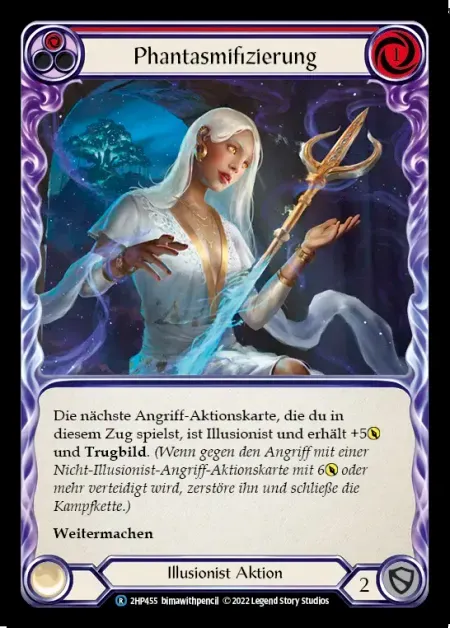 Phantasmifizierung
1
Die nächste Angriff-Aktionskarte, die du in
diesem Zug spielst, ist Illusionist und erhält +5
und Trugbild. (Wenn gegen den Angriff mit einer
Nicht-Illusionist-Angriff-Aktionskarte mit 6 oder
mehr verteidigt wird, zerstöre ihn und schließe die
Kampfkette.)
Weitermachen
Illusionist Aktion
2
R 2HP455 bimawithpencil © 2022 Legend Story Studios